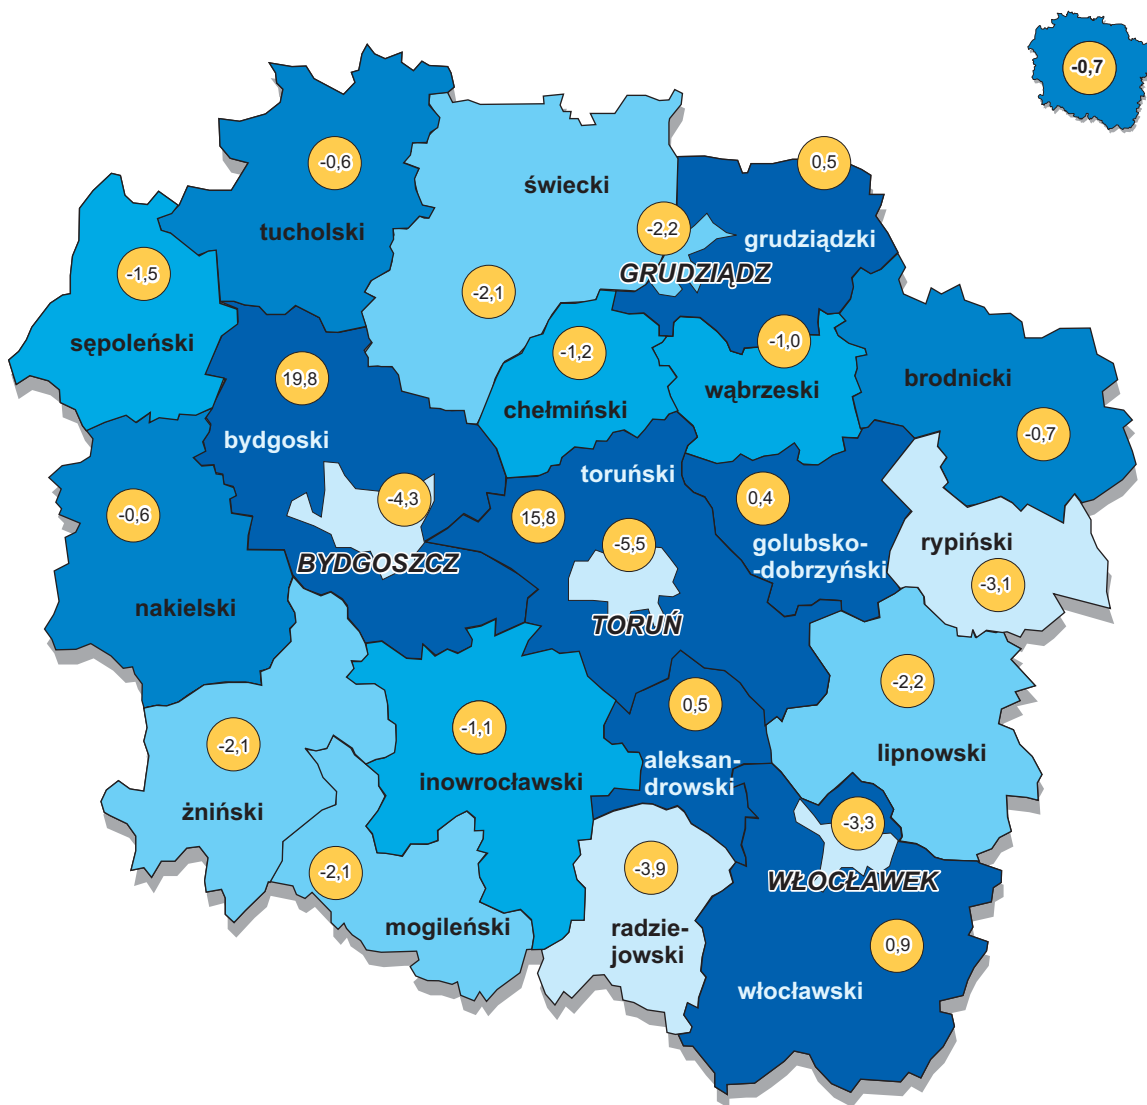 -0,7
-0,6
0,5
świecki
tucholski
-2,2
grudziądzki
-1,5
GRUDZIĄDZ
-2,1
sępoleński
-1,2
-1,0
19,8
brodnicki
wąbrzeski
chełmiński
bydgoski
-0,7
toruński
-4,3
0,4
-0,6
15,8
-5,5
golubsko-
-dobrzyński
rypiński
BYDGOSZCZ
-3,1
nakielski
TORUŃ
-2,2
0,5
-1,1
-2,1
lipnowski
aleksan-
drowski
inowrocławski
żniński
-3,3
-3,9
-2,1
WŁOCŁAWEK
mogileński
radzie-
jowski
0,9
włocławski